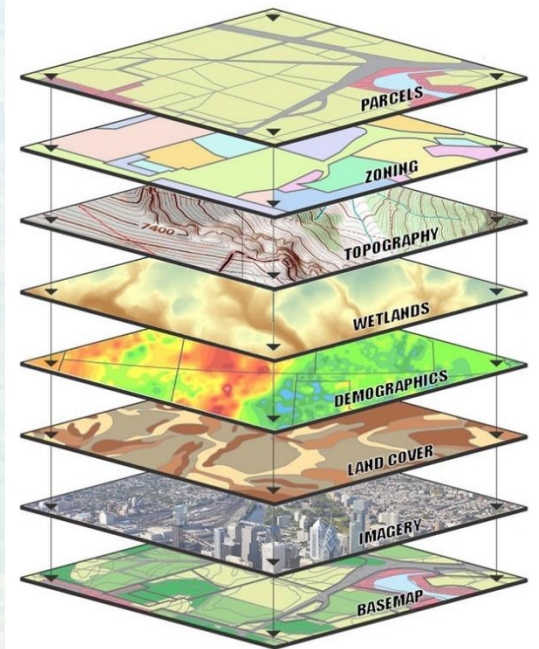 PARCELS
ZONING
7400
TOPOGRAPHY
WETLANDS
DEMOGRAPHICS
LAND COVER
IMAGERY
BASEMAP